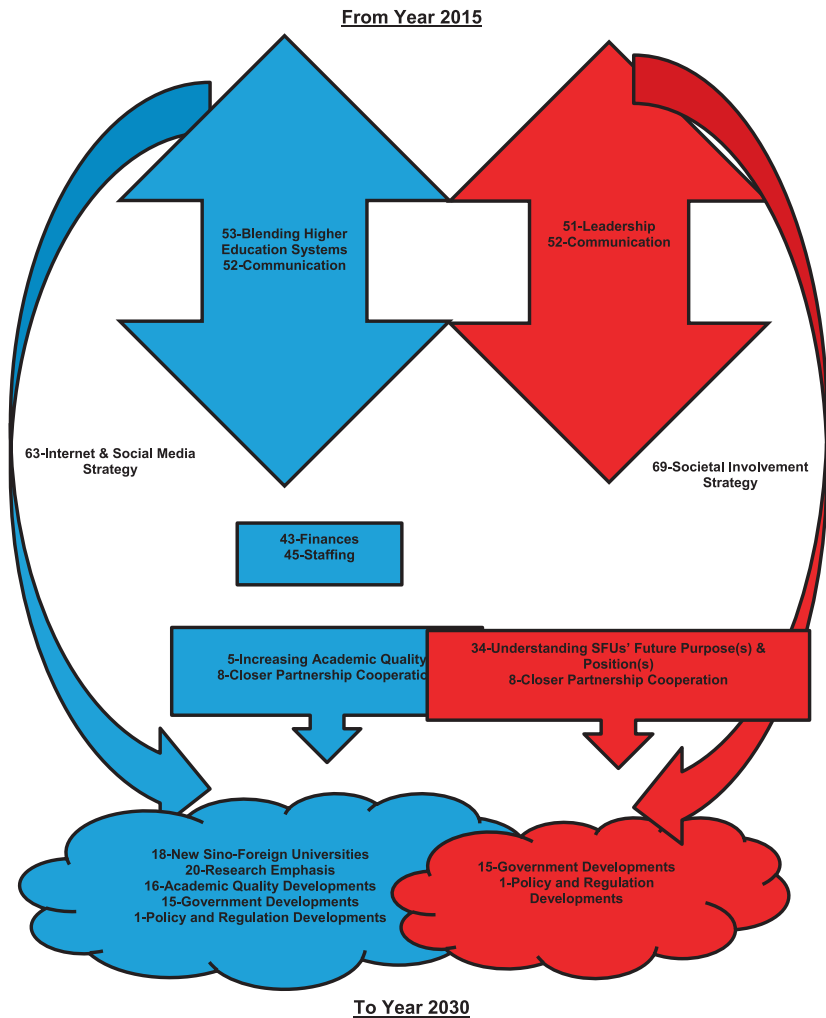 From Year 2015
53-Blending Higher
Education Systems
52-Communication
51-Leadership
52-Communication
63-Internet & Social Media
Strategy
69-Societal Involvement
Strategy
43-Finances
45-Staffing
5-Increasing Academic Quality
8-Closer Partnership Cooperatio
34-Understanding SFUs' Future Purpose(s) &
Position(s)
8-Closer Partnership Cooperation
18-New Sino-Foreign Universities
20-Research Emphasis
16-Academic Quality Developments
15-Government Developments
1-Policy and Regulation Developments
15-Government Developments
1-Policy and Regulation
Developments
To Year 2030